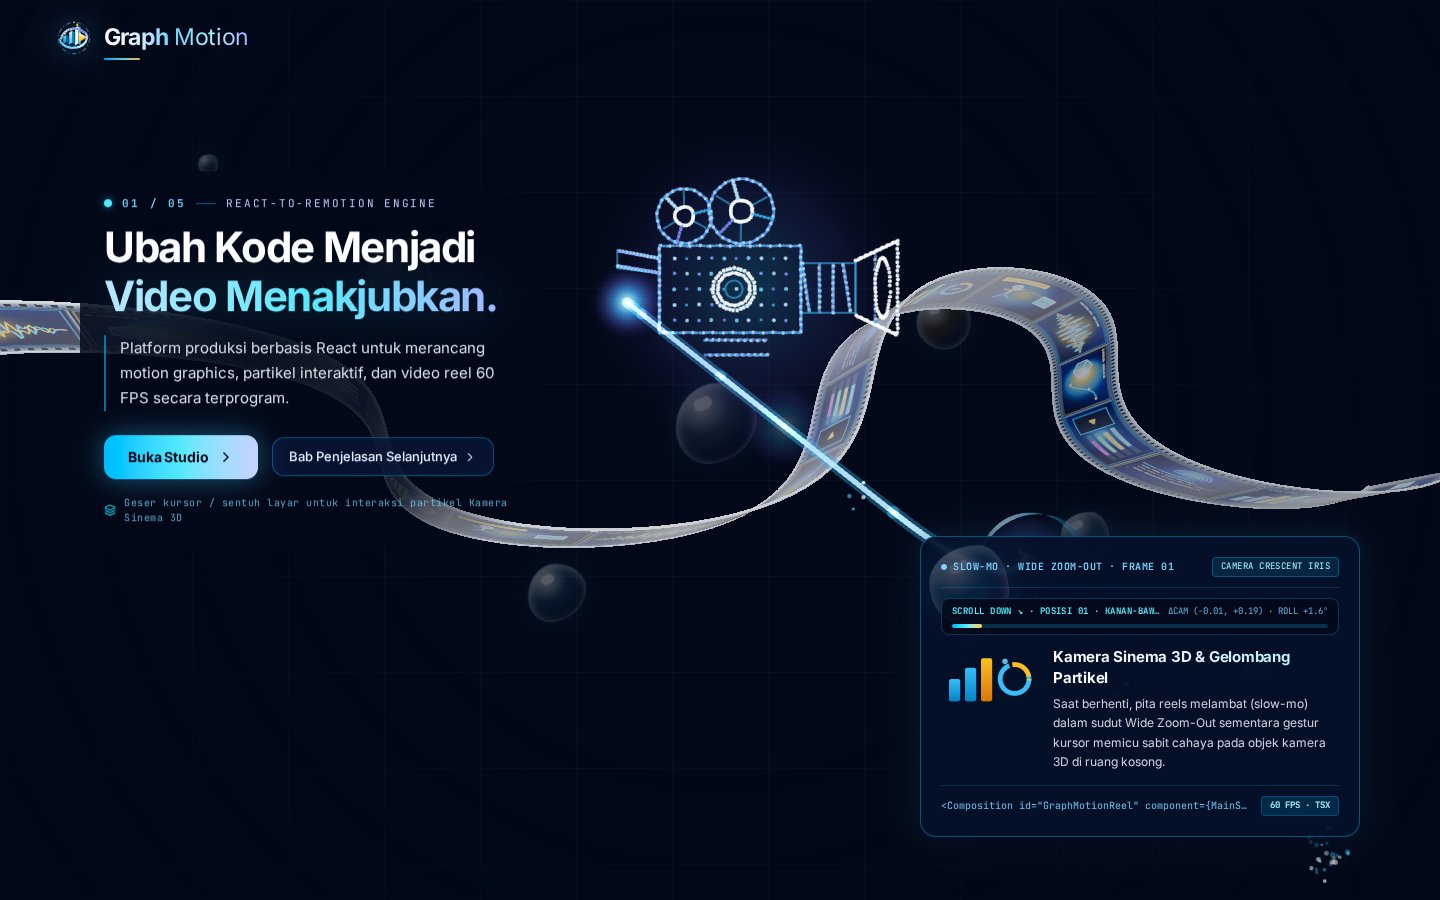 Graph Motion
01 / 05 REACT-TO-REMOTION ENGINE
Ubah Kode Menjadi
Video Menakjubkan.
Platform produksi berbasis React untuk merancang
motion graphics, partikel interaktif, dan video reel 60
FPS secara terprogram.
Buka Studio
Bab Penjelasan Selanjutnya
Geser kursor / sentuh layar untuk interaksi partikel Kamera
Sinema 3D
SLOW-MO · WIDE ZOOM-OUT · FRAME 01
CAMERA CRESCENT IRIS
SCROLL DOWN ↘ · POSISI 01 · KANAN-BAW… ΔCAM (-0.01, +0.19) · ROLL +1.6°
Kamera Sinema 3D & Gelombang
Partikel
Saat berhenti, pita reels melambat (slow-mo)
dalam sudut Wide Zoom-Out sementara gestur
kursor memicu sabit cahaya pada objek kamera
3D di ruang kosong.
<Composition id="GraphMotionReel" component={MainS…
60 FPS · TSX